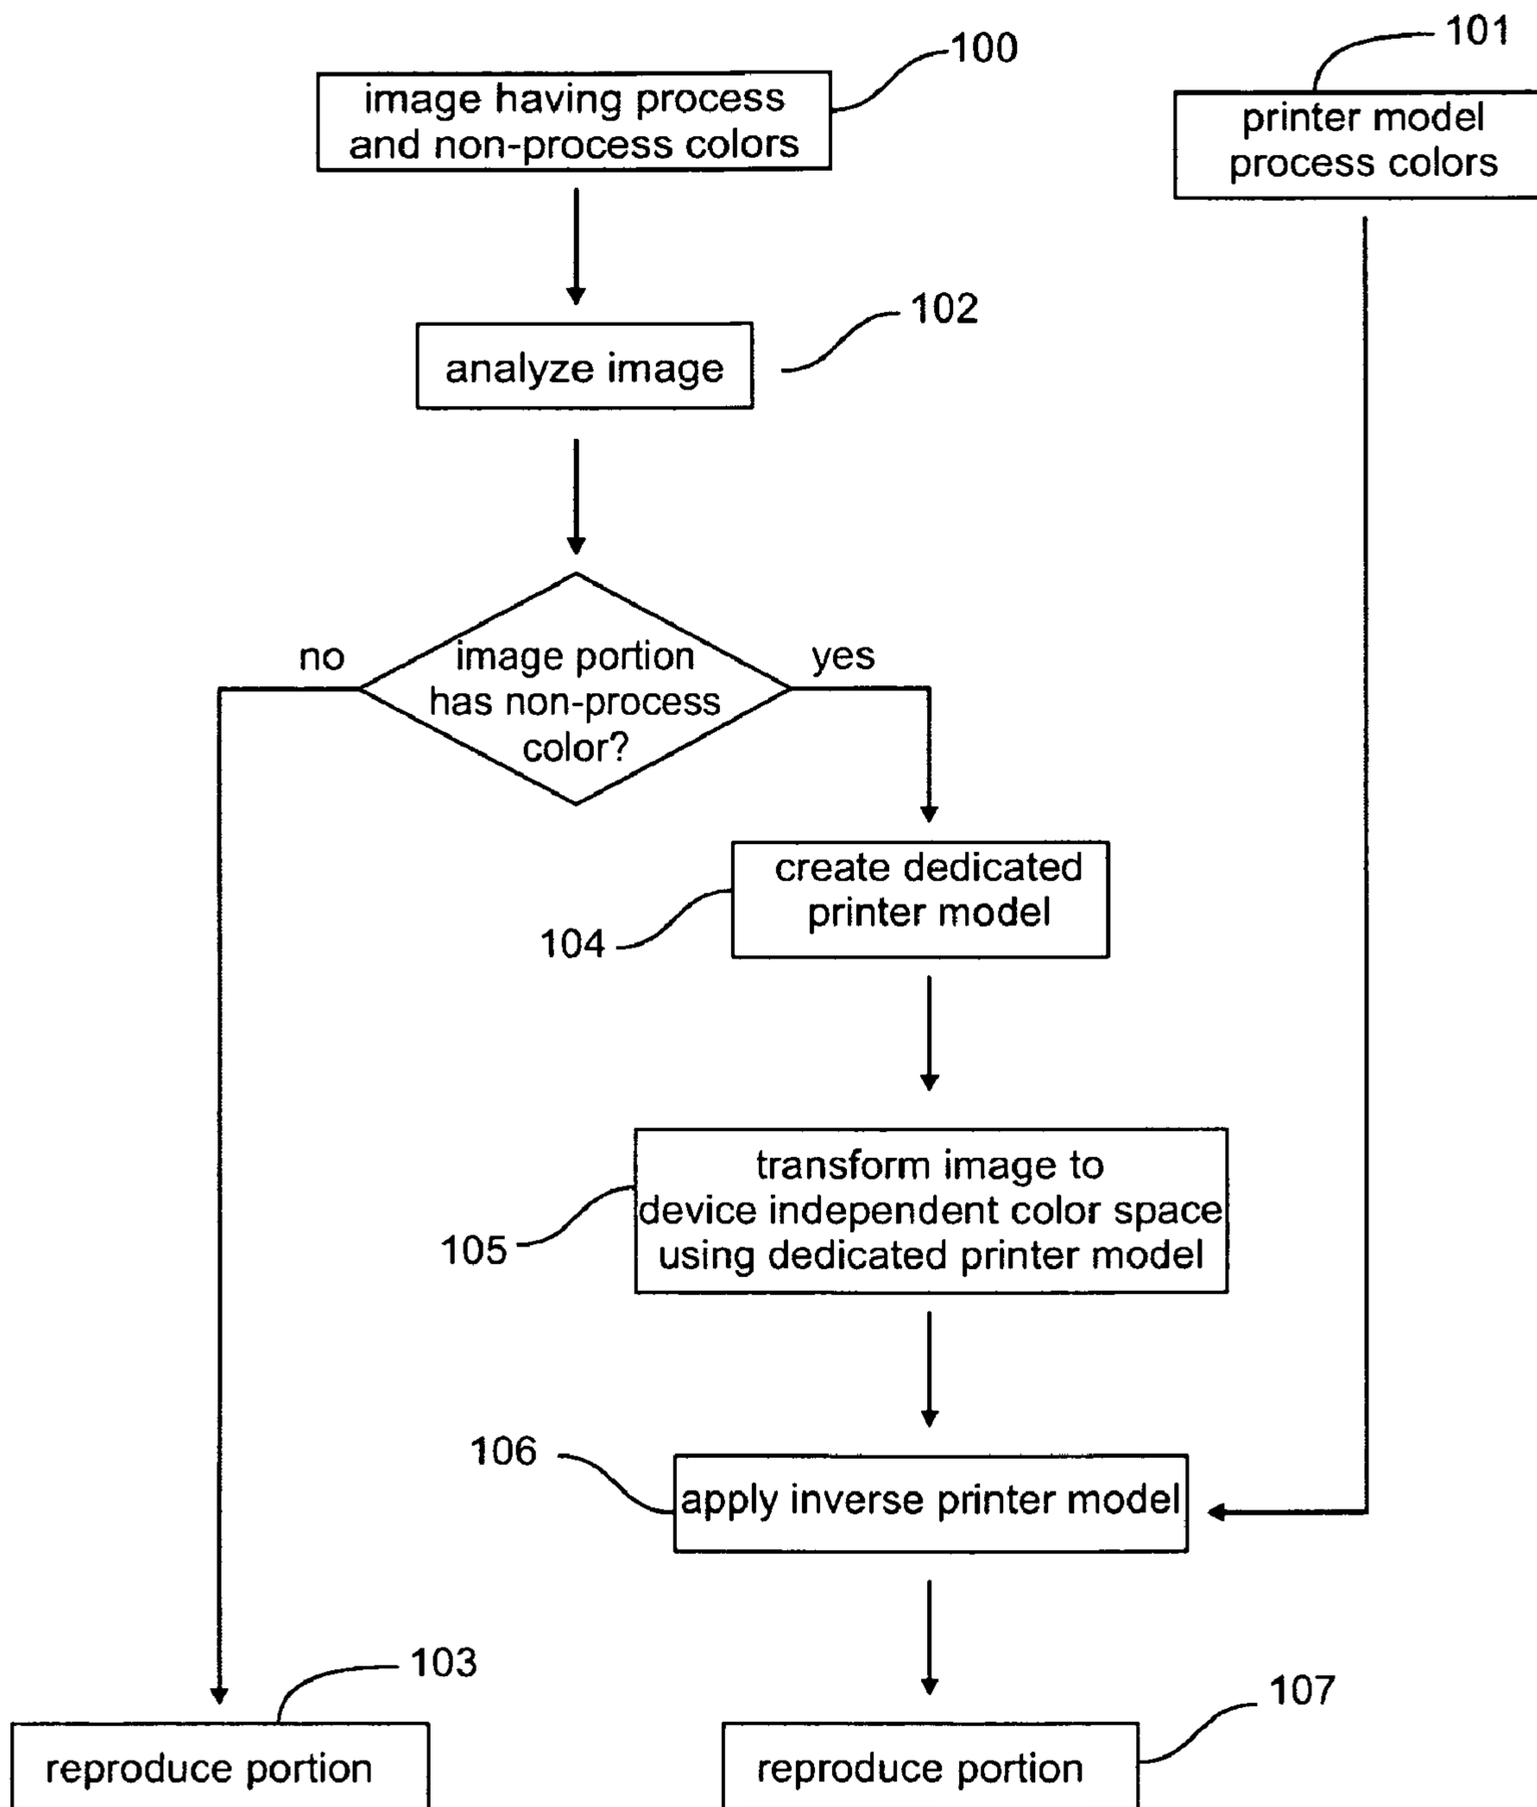 100
101
image having process
and non-process colors
printer model
process colors
102
analyze image
no
yes
image portion
has non-process
color?
create dedicated
printer model
104
transform image to
device independent color space
using dedicated printer model
105
106
apply inverse printer model
103
107
reproduce portion
reproduce portion